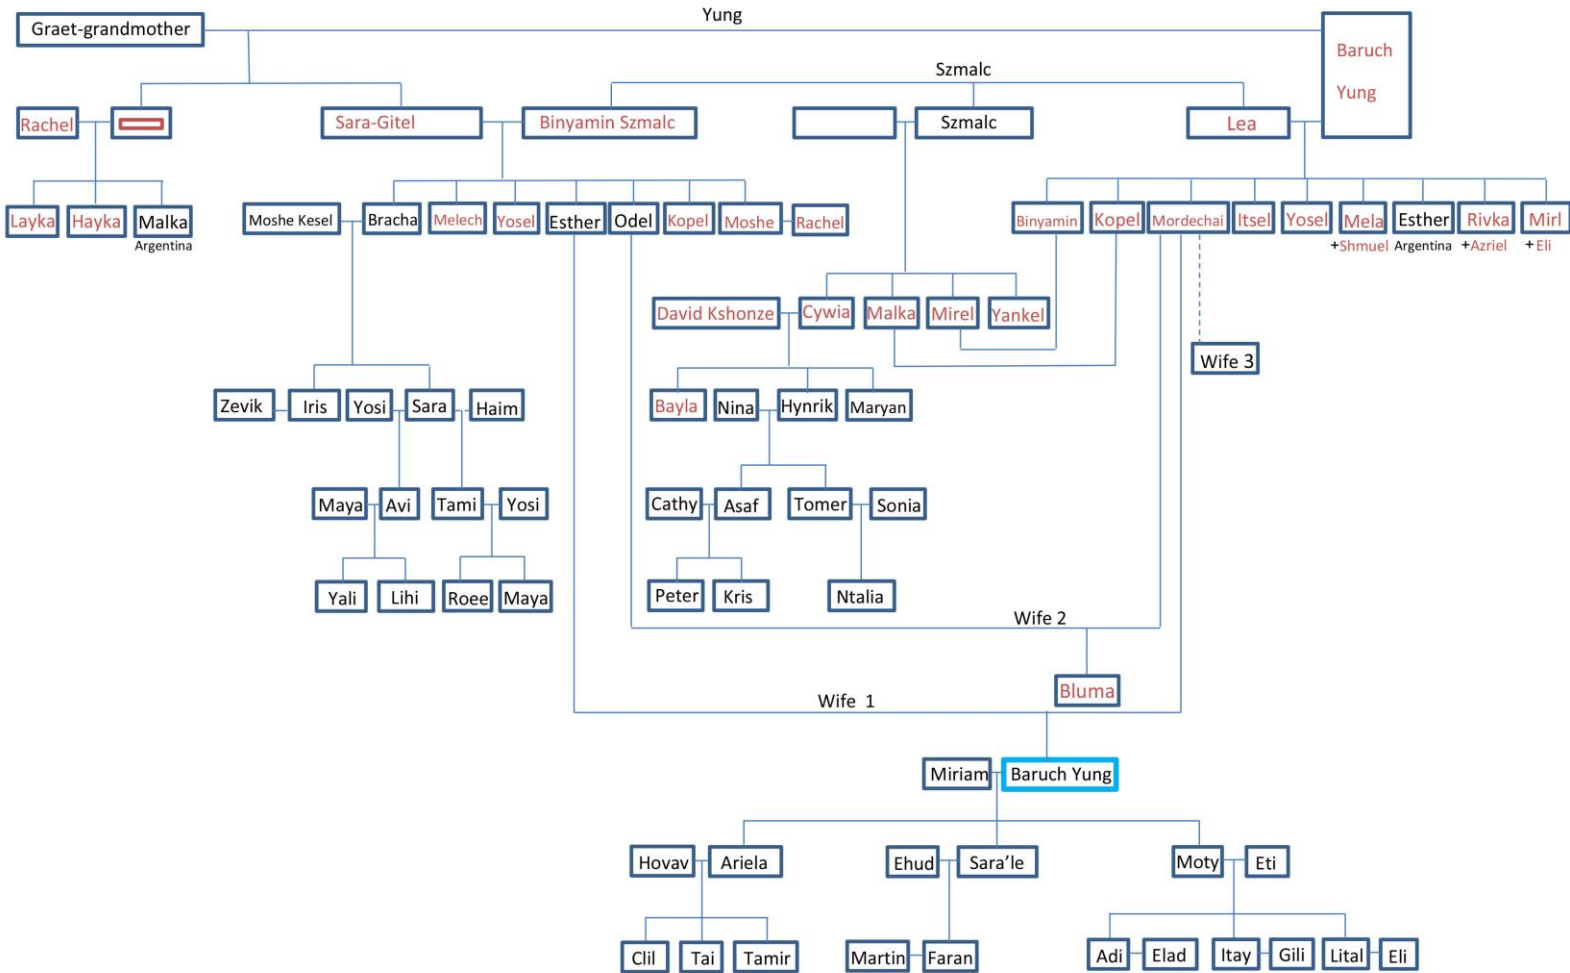 Yung
Graet-grandmother
Baruch
Yung
Szmalc
Rachel
Sara-Gitel
Binyamin Szmalc
Szmalc
Lea
Layka
Hayka
Malka
Argentina
Moshe Kesel
Bracha
Melech
Yosel
Esther
Odel
Kopel
Moshe
Rachel
Binyamin
Kopel
Mordechai
Itsel
Yosel
Mela
+Shmuel
Esther
Argentina
Rivka
+Azriel
Mirl
+ Eli
David Kshonze
Cywia
Malka
Mirel
Yankel
Wife 3
Zevik
Iris
Yosi
Sara
Haim
Bayla
Nina
Hynrik
Maryan
Maya
Avi
Tami
Yosi
Cathy
Asaf
Tomer
Sonia
Yali
Lihi
Roee
Maya
Peter
Kris
Ntalia
Wife 2
Bluma
Wife 1
Miriam
Baruch Yung
Hovav
Ariela
Ehud
Sara’le
Moty
Eti
Clil
Tai
Tamir
Martin
Faran
Adi
Elad
Itay
Gili
Lital
Eli